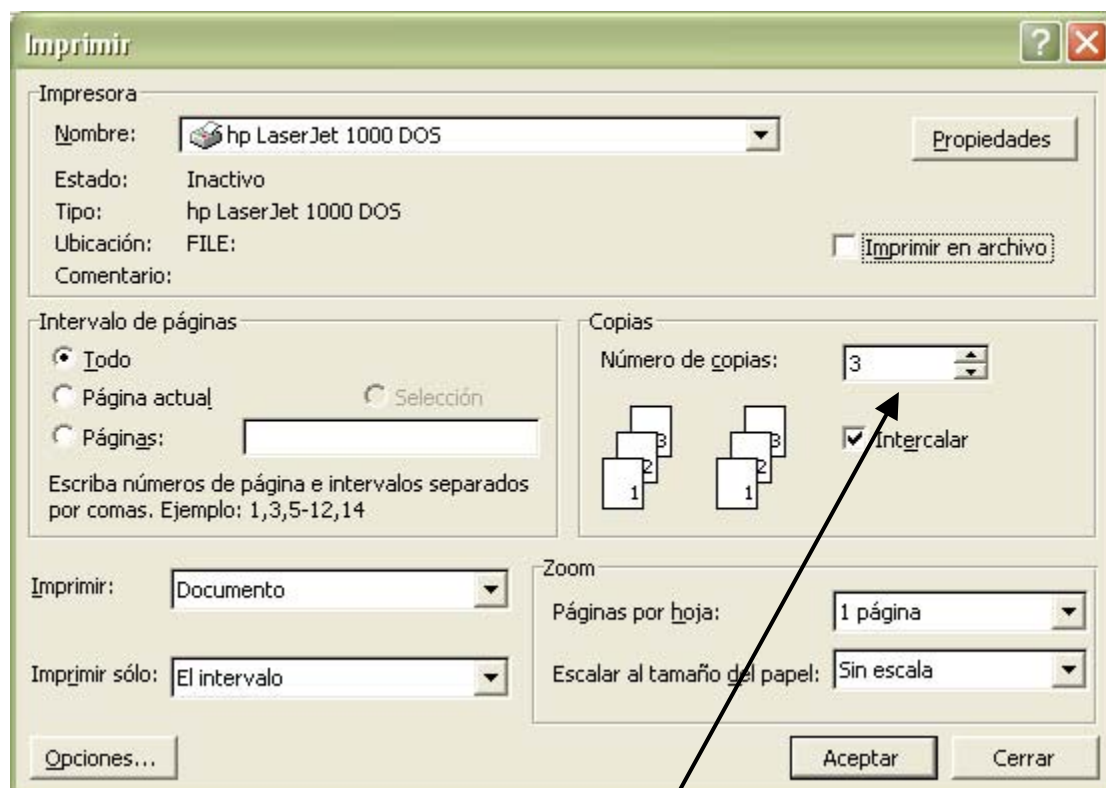 Imprimir
Impresora
Nombre: hp LaserJet 1000 DOS Propiedades
Estado: Inactivo
Tipo: hp LaserJet 1000 DOS
Ubicación: FILE: Imprimir en archivo
Comentario:
Intervalo de páginas
Todo
Página actual Selección
Páginas:
Escriba números de página e intervalos separados
por comas. Ejemplo: 1,3,5-12,14
Copias
Número de copias: 3
3 3
2 2
1 1
Intercalar
Imprimir: Documento
Imprimir sólo: El intervalo
Zoom
Páginas por hoja: 1 página
Escalar al tamaño del papel: Sin escala
Opciones... Aceptar Cerrar